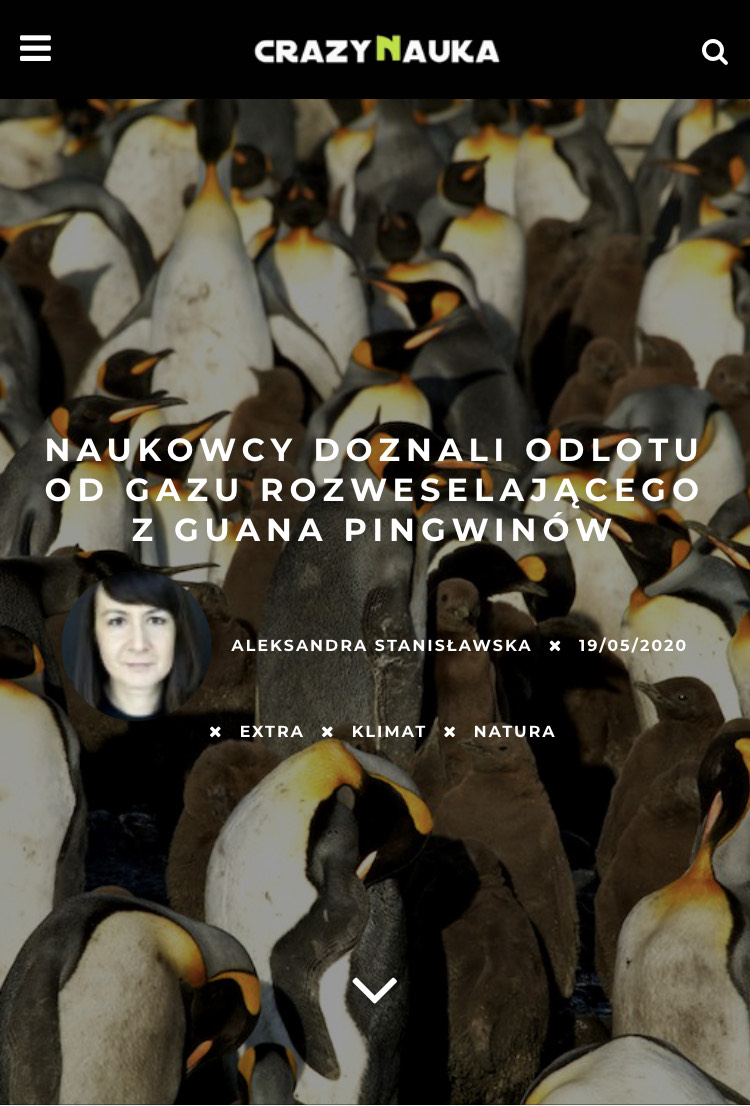 CRAZYNAUKA
NAUKOWCY DOZNALI ODLOTU
OD GAZU ROZWESELAJĄCEGO
Z GUANA PINGWINÓW
ALEKSANDRA STANISŁAWSKA × 19/05/2020
× EXTRA × KLIMAT × NATURA